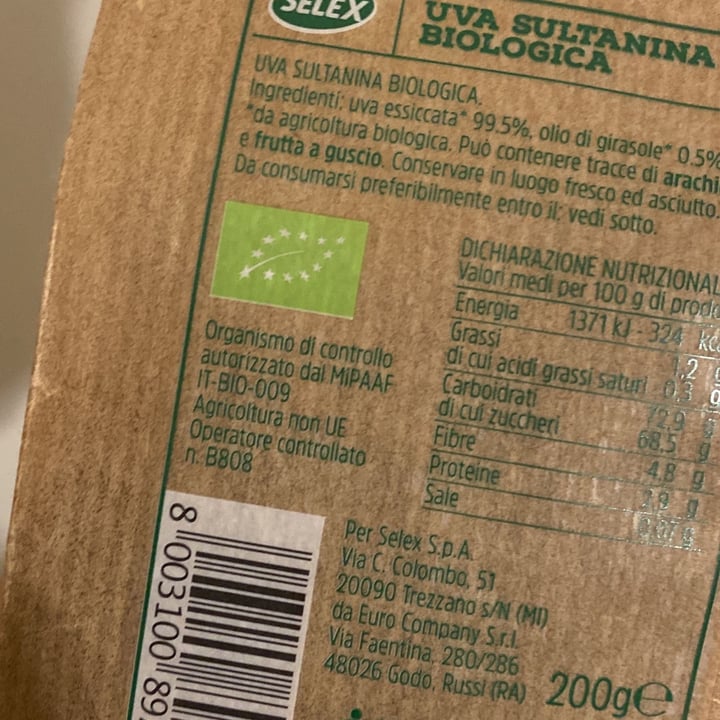 SELEX
UVA SULTANINA
BIOLOGICA
UVA SULTANINA BIOLOGICA.
Ingredienti: uva essiccata* 99.5%, olio di girasole* 0.5%
*da agricoltura biologica. Può contenere tracce di arachi
e frutta a guscio. Conservare in luogo fresco ed asciutto.
Da consumarsi preferibilmente entro il: vedi sotto.
DICHIARAZIONE NUTRIZIONAL
Valori medi per 100 g di prodo
Energia 1371 kJ - 324 kc
Grassi 1,2 g
di cui acidi grassi saturi 0,3 g
Carboidrati 72.9 g
di cui zuccheri 68.5 g
Fibre 4.8 g
Proteine 3.9 g
Sale
Organismo di controllo
autorizzato dal MiPAAF
IT-BIO-009
Agricoltura non UE
Operatore controllato
n. B808
Per Selex S.p.A.
Via C. Colombo, 51
20090 Trezzano s/N (MI)
da Euro Company S.r.l.
Via Faentina, 280/286
48026 Godo, Russi (RA)
200g e
8 003100 89